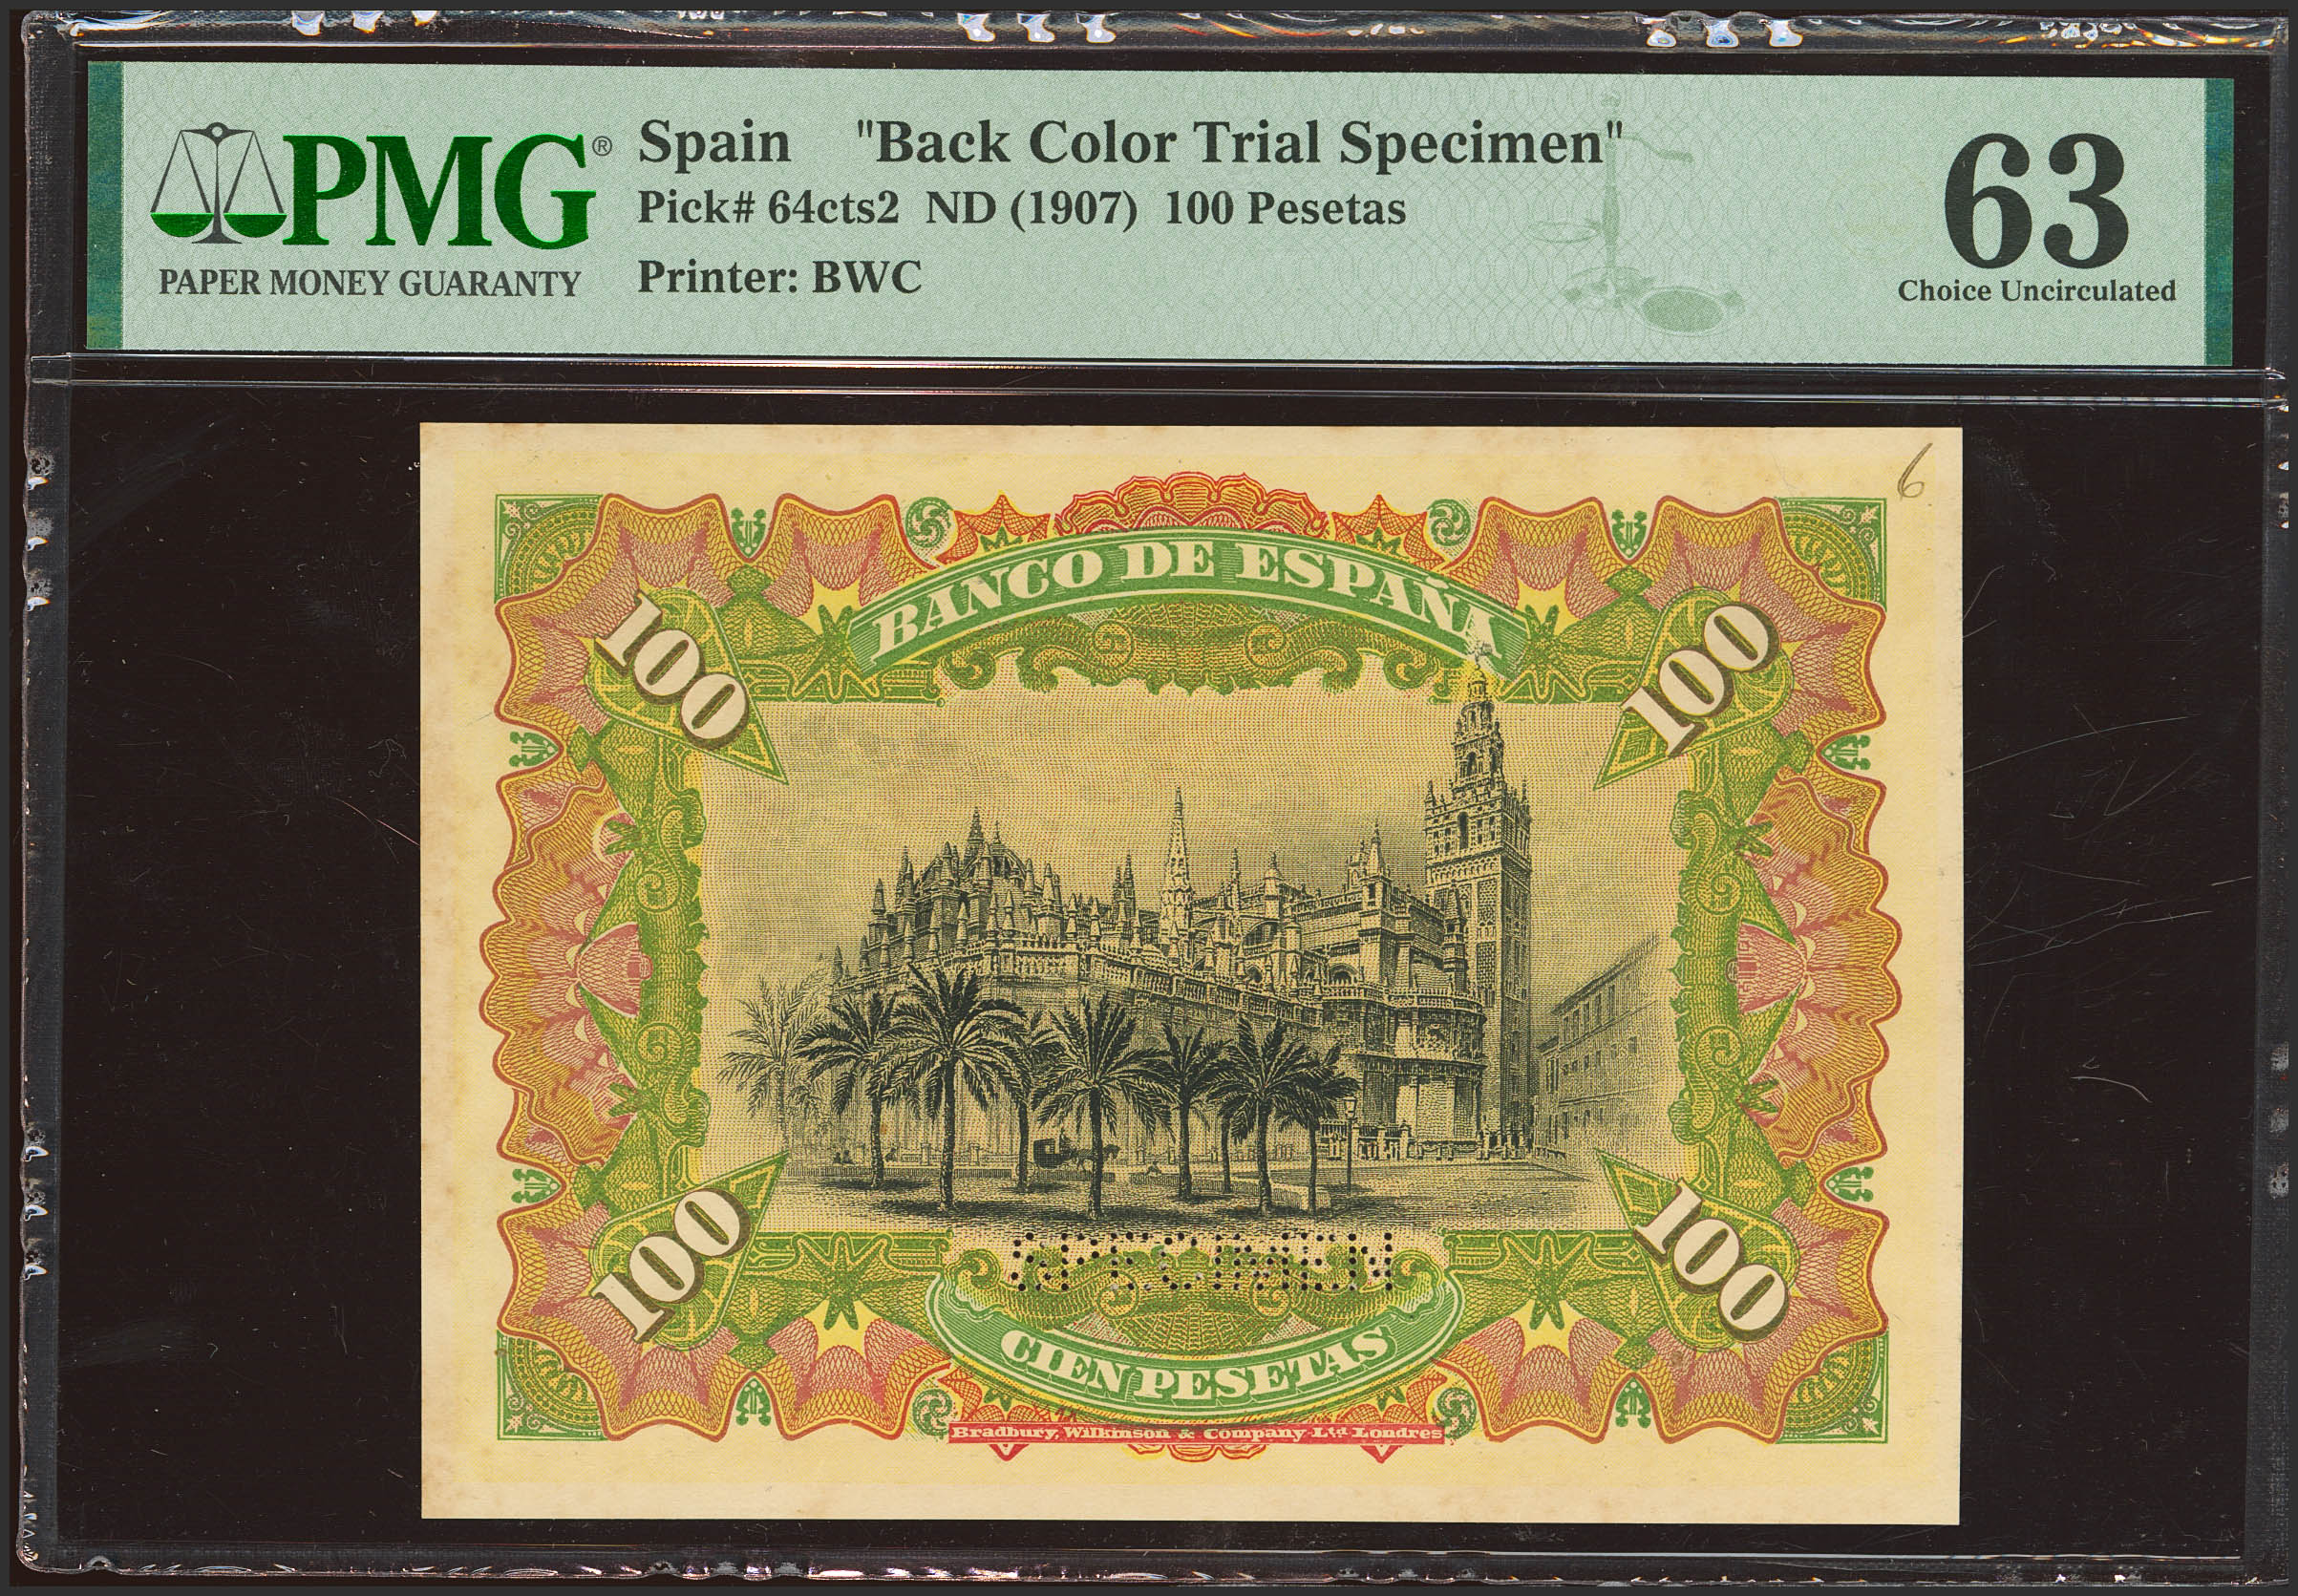 PMG®
PAPER MONEY GUARANTY
Spain "Back Color Trial Specimen"
Pick# 64cts2 ND (1907) 100 Pesetas
Printer: BWC
63
Choice Uncirculated
6
BANCO DE ESPAÑA
100
100
100
100
CIEN PESETAS
Bradbury, Wilkinson & Company Ltd Londres